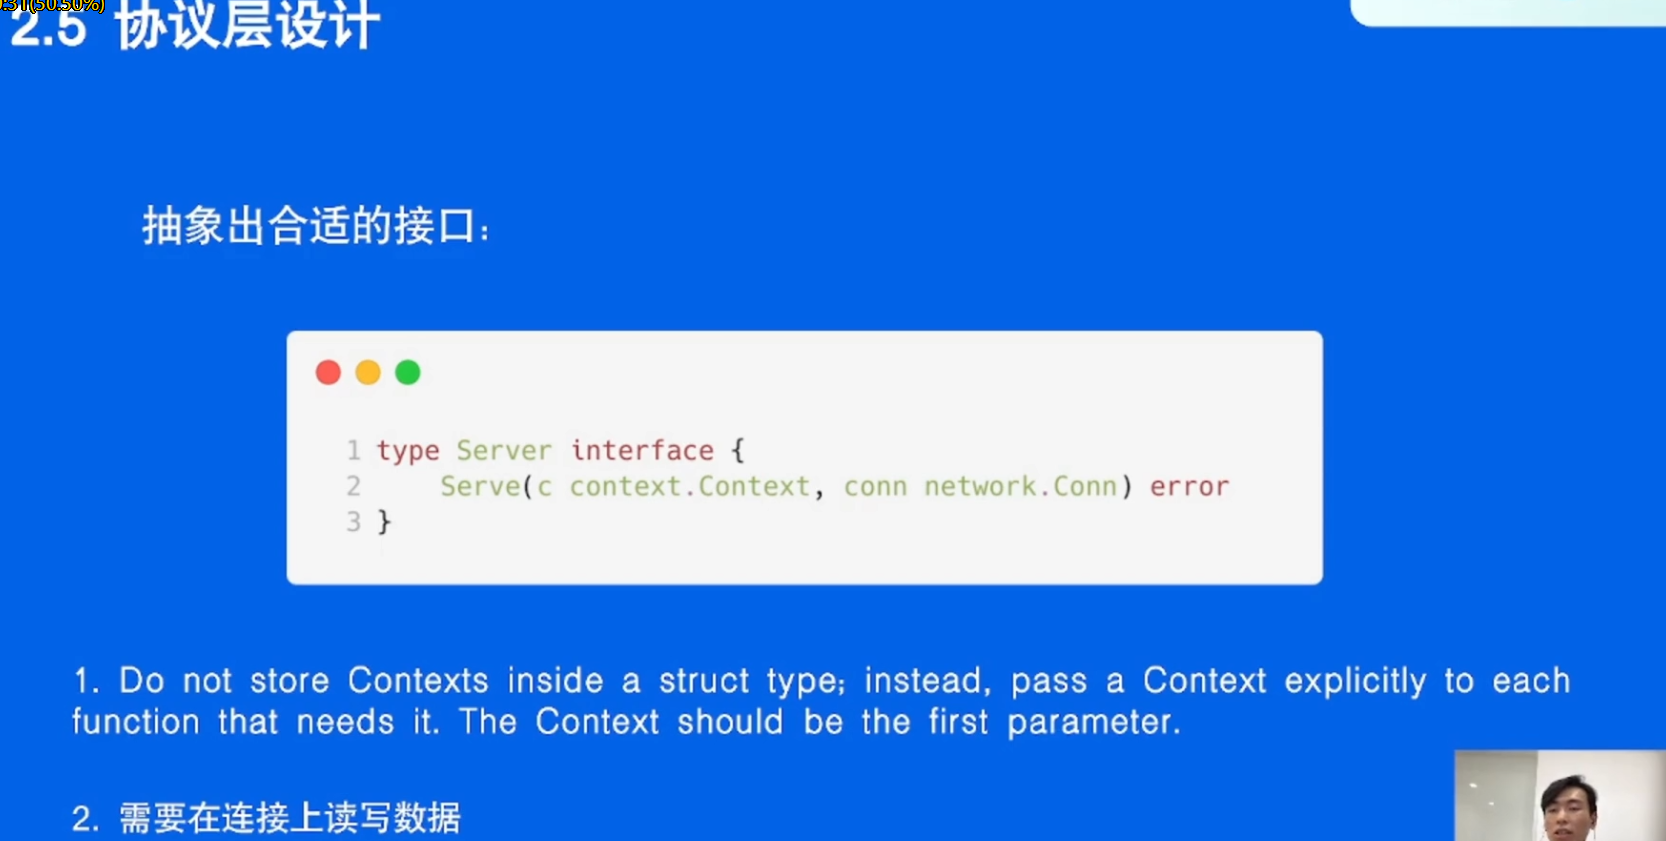 :31(50.50%)
2.5 协议层设计
抽象出合适的接口:
1 type Server interface {
2     Serve(c context.Context, conn network.Conn) error
3 }
1. Do not store Contexts inside a struct type; instead, pass a Context explicitly to each
function that needs it. The Context should be the first parameter.
2. 需要在连接上读写数据